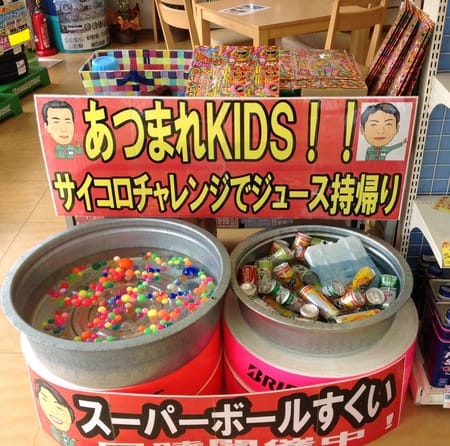 あつまれKIDS！！
サイコロチャレンジでジュース持帰り
スーパーボールすくい